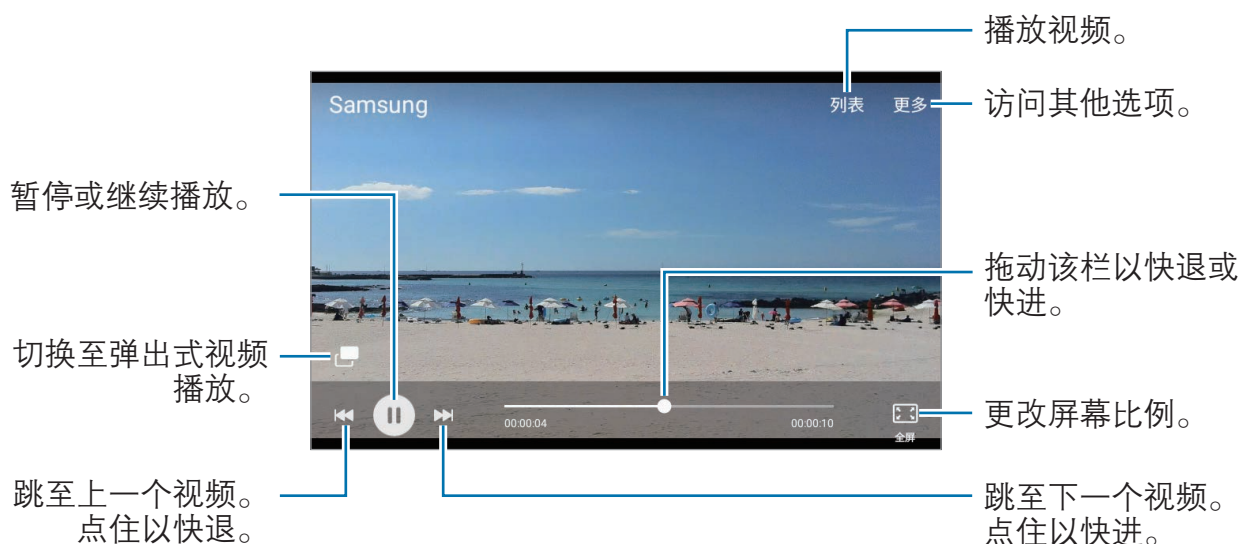 播放视频。
Samsung
列表
更多
访问其他选项。
暂停或继续播放。
拖动该栏以快退或
快进。
切换至弹出式视频
播放。
00:00:04
00:00:10
全屏
更改屏幕比例。
跳至上一个视频。
点住以快退。
跳至下一个视频。
点住以快进。